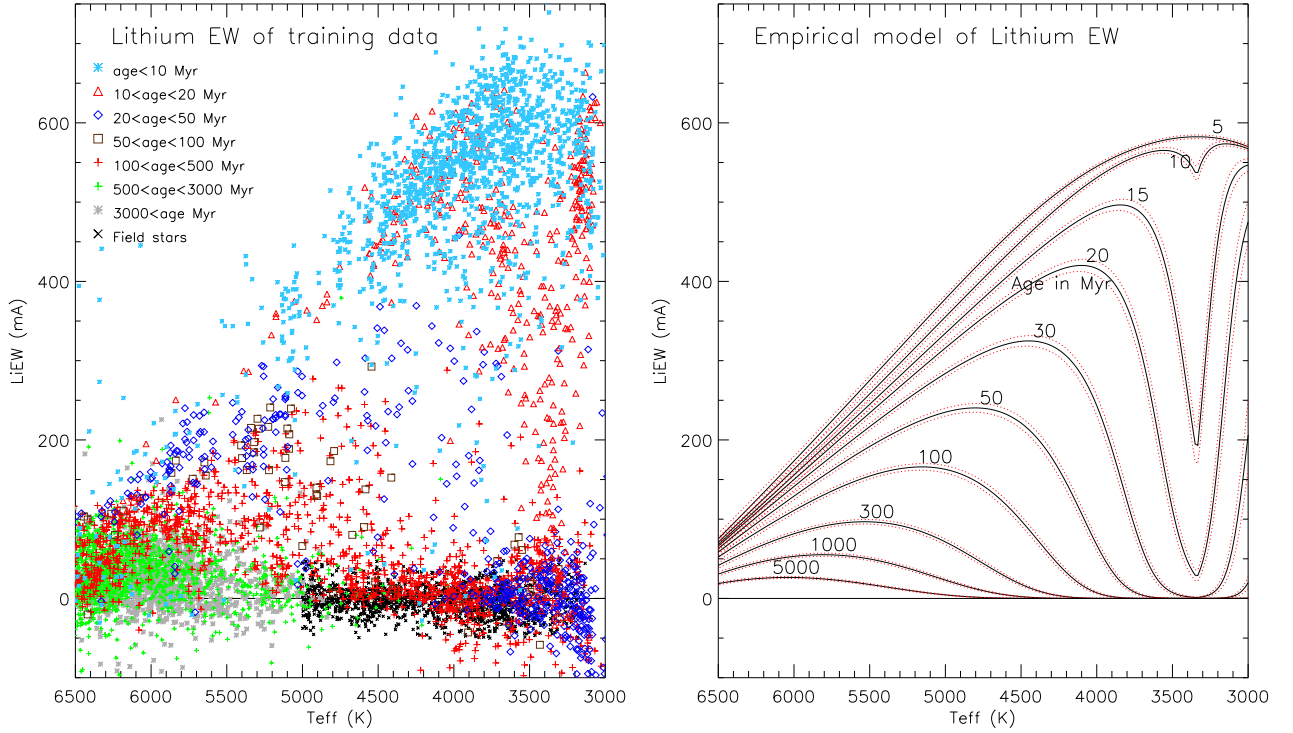 Lithium EW of training data
age<10 Myr
10<age<20 Myr
20<age<50 Myr
50<age<100 Myr
100<age<500 Myr
500<age<3000 Myr
3000<age Myr
Field stars
600
400
200
0
LiEW (mA)
6500 6000 5500 5000 4500 4000 3500 3000
Teff (K)
Empirical model of Lithium EW
5
10
15
20
Age in Myr
30
50
100
300
1000
5000
600
400
200
0
LiEW (mA)
6500 6000 5500 5000 4500 4000 3500 3000
Teff (K)